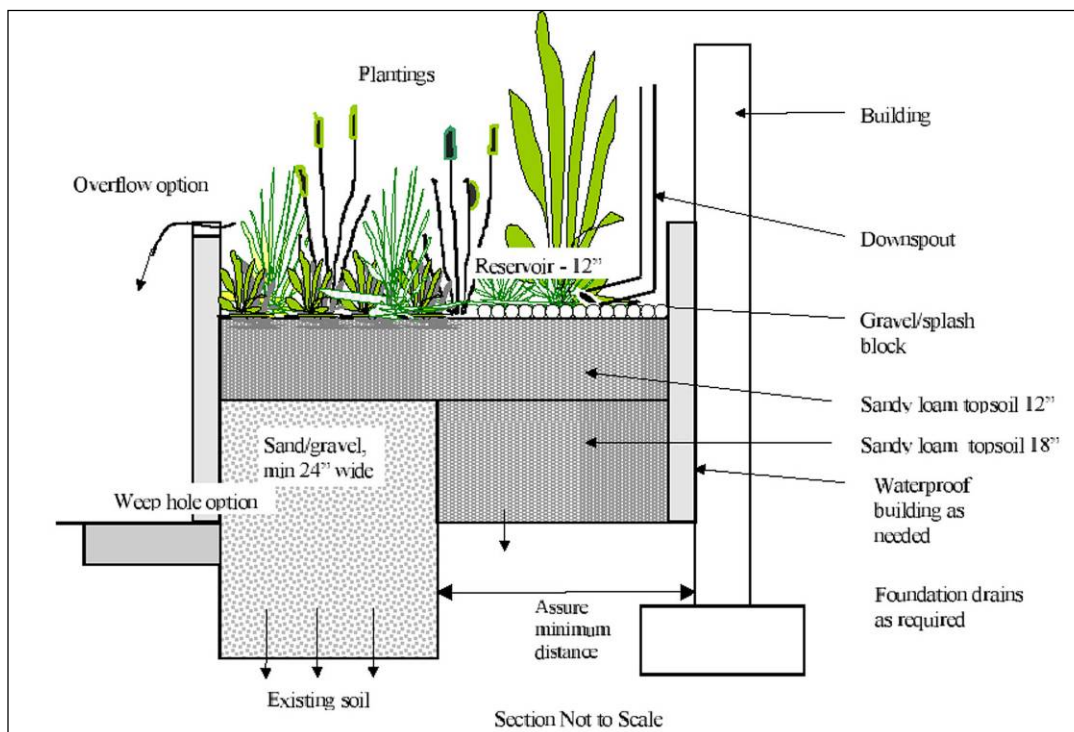 Plantings
Building
Overflow option
Downspout
Reservoir - 12”
Gravel/splash
block
Sandy loam topsoil 12”
Sand/gravel,
min 24” wide
Sandy loam topsoil 18”
Weep hole option
Waterproof
building as
needed
Assure
minimum
distance
Foundation drains
as required
Existing soil
Section Not to Scale